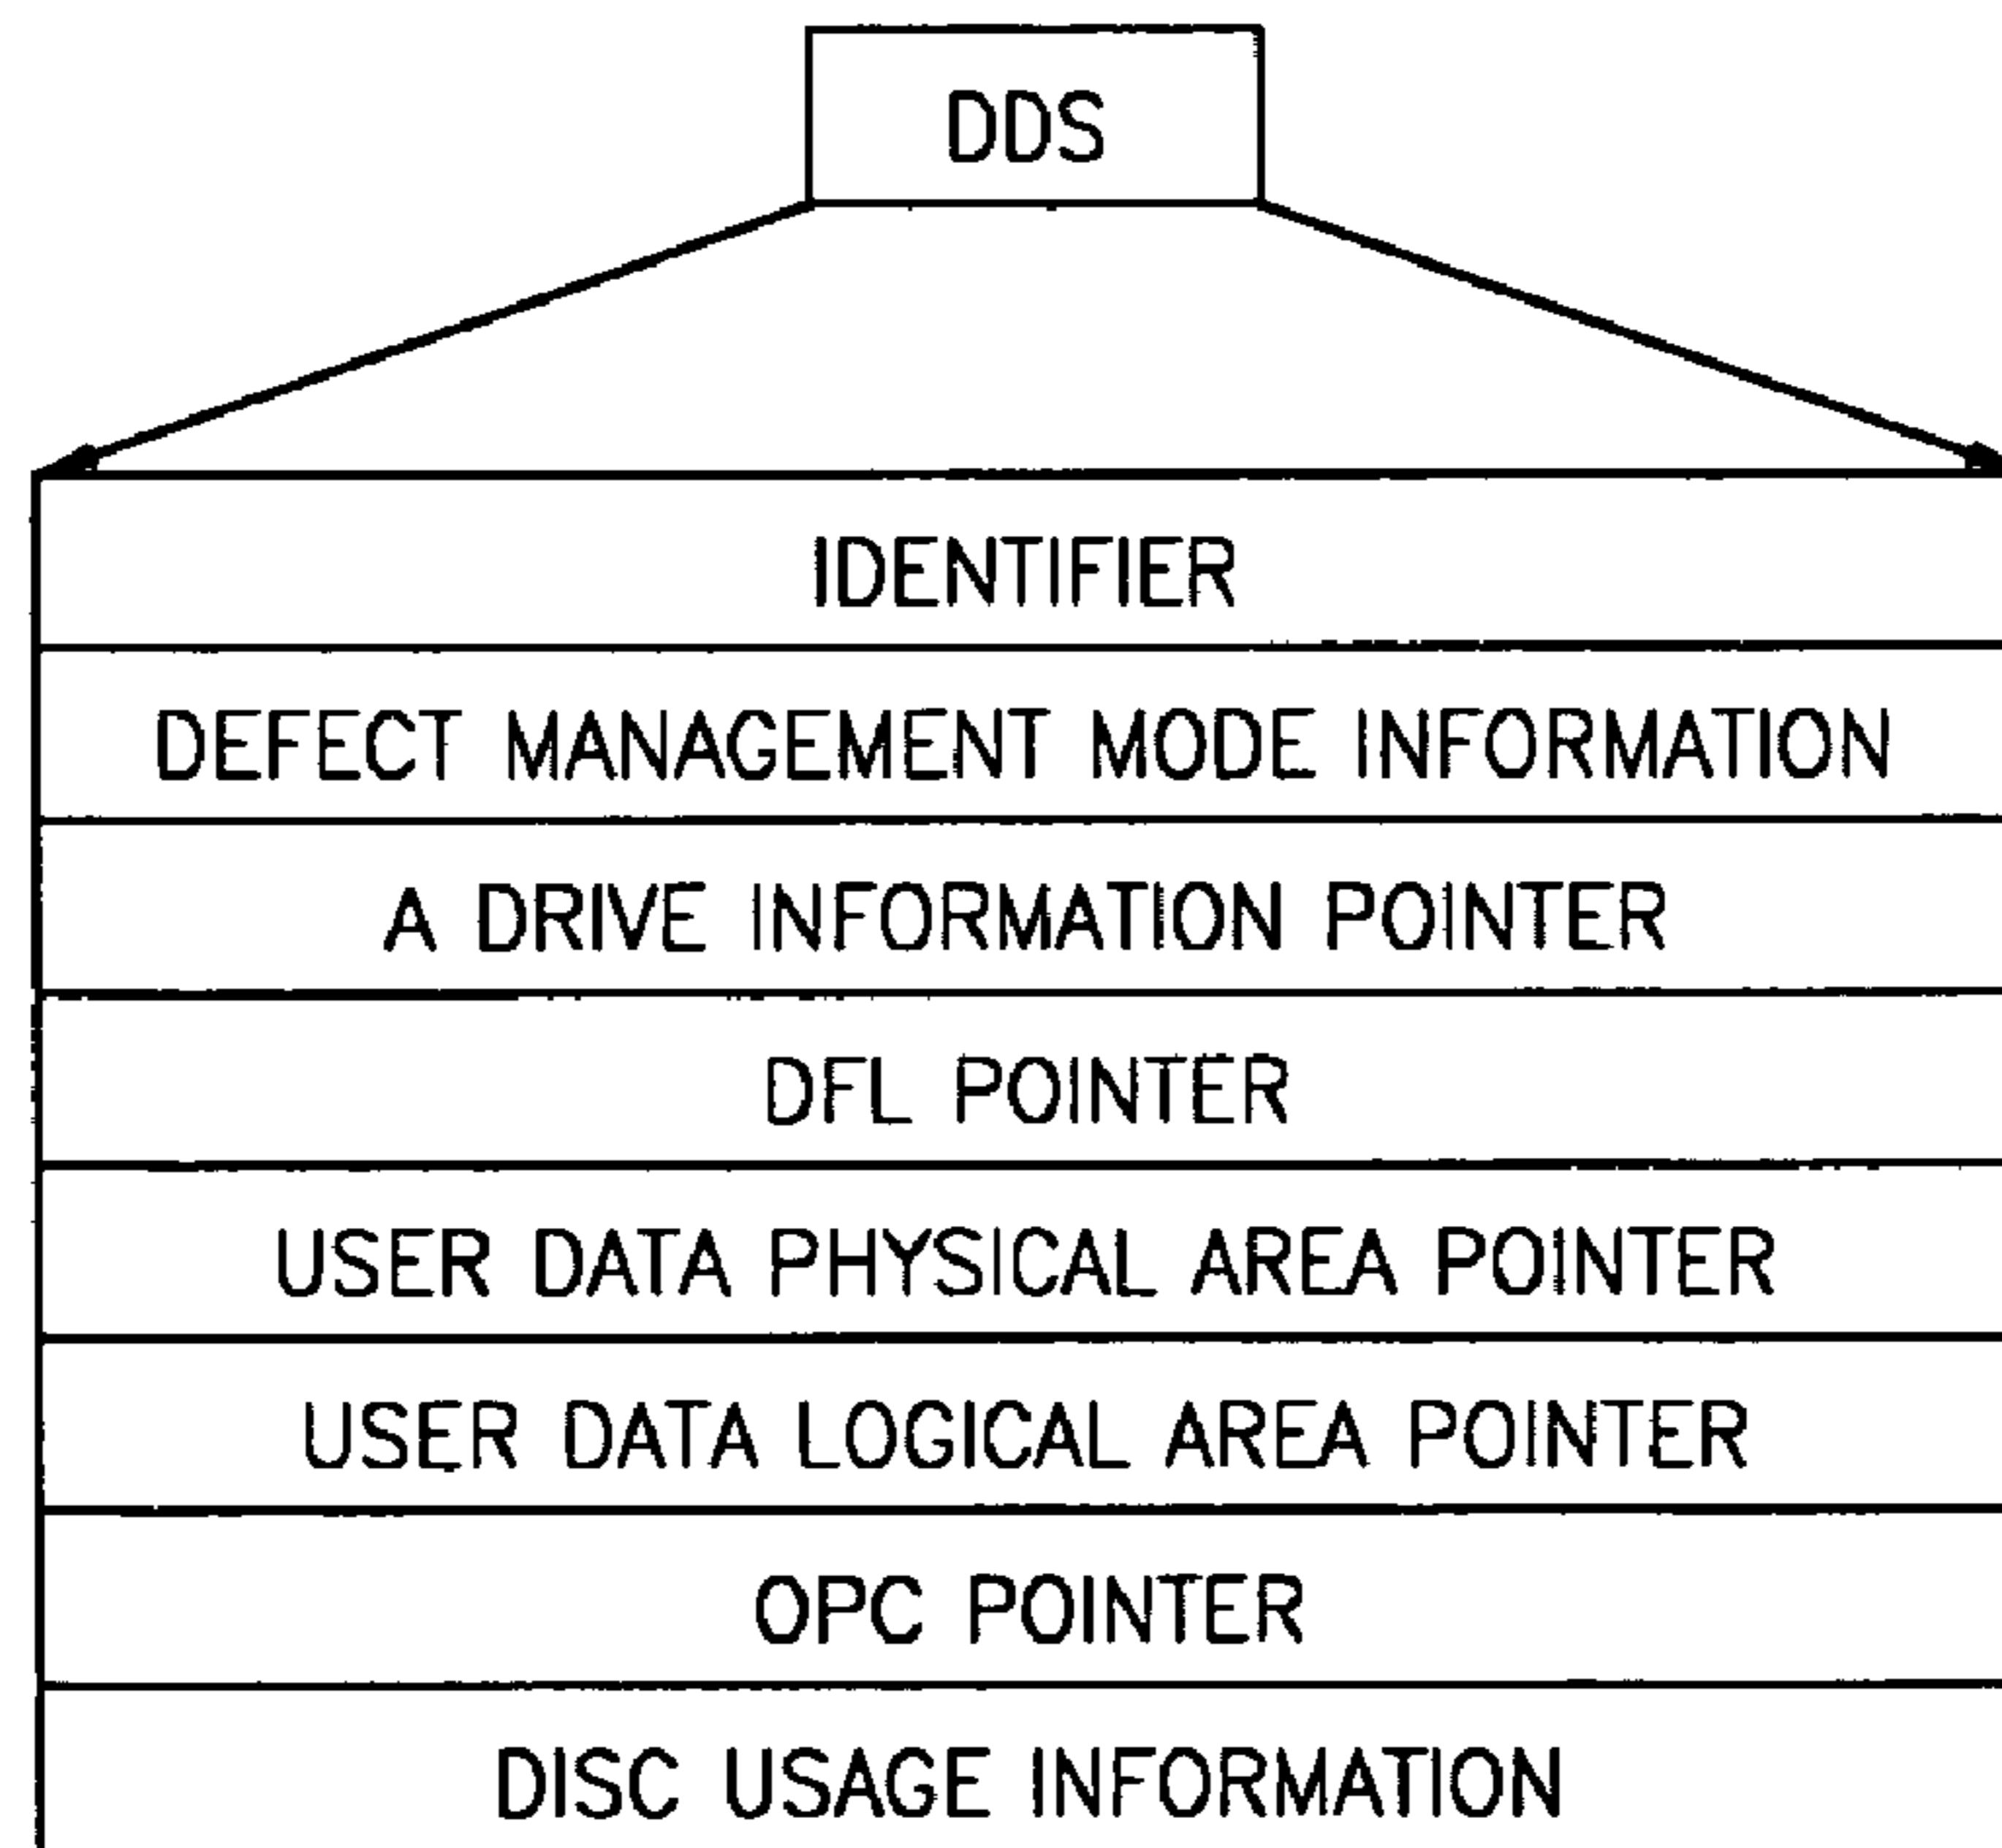 DDS
IDENTIFIER
DEFECT MANAGEMENT MODE INFORMATION
A DRIVE INFORMATION POINTER
DFL POINTER
USER DATA PHYSICAL AREA POINTER
USER DATA LOGICAL AREA POINTER
OPC POINTER
DISC USAGE INFORMATION